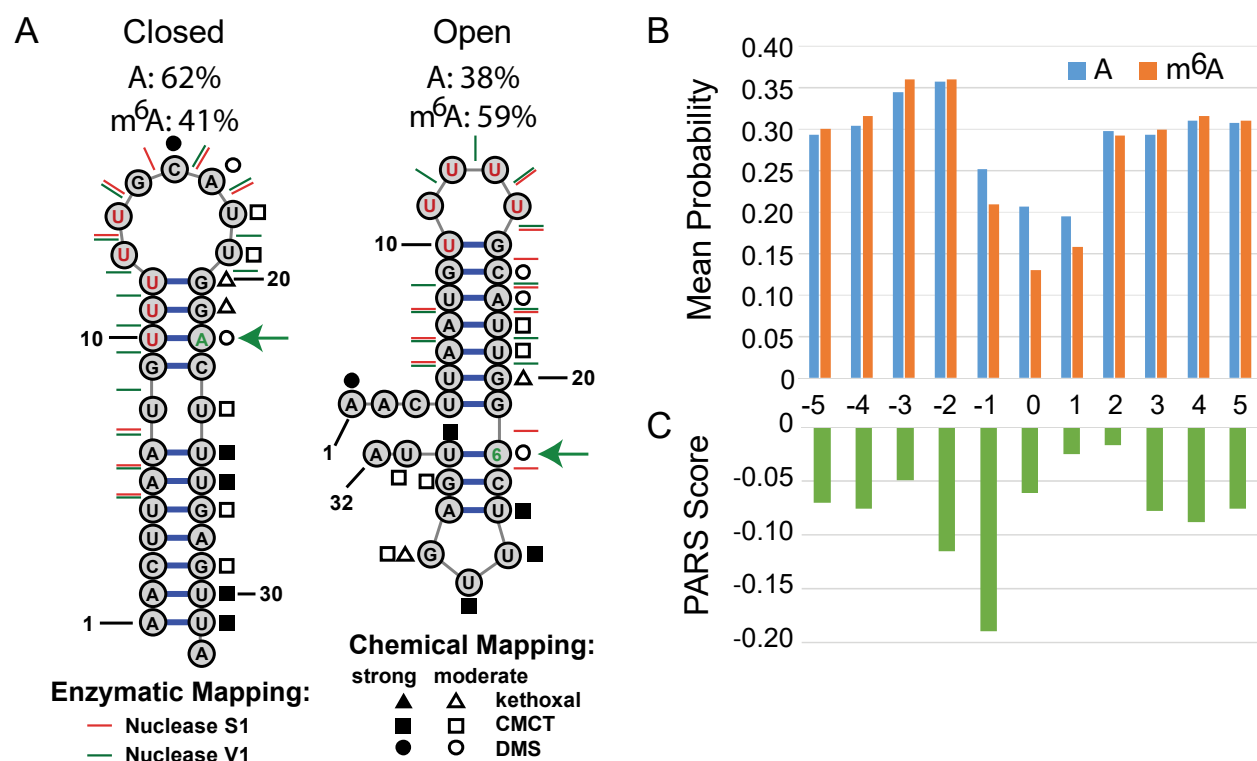 A
Closed
A: 62%
m6A: 41%
C
G A
U U
U U
U G 20
U G
10 U A
G C
U U
A U
A U
U G
U A
C G
A U 30
1 A U
A
Enzymatic Mapping:
Nuclease S1
Nuclease V1
Open
A: 38%
m6A: 59%
U U
U U
10 U G
G C
U A
A U
A U
U G 20
A A C U G
1
A U U 6
32
G C
A U
G U
U
Chemical Mapping:
strong moderate
kethoxal
CMCT
DMS
B
A m6A
Mean Probability
0.40
0.35
0.30
0.25
0.20
0.15
0.10
0.05
0
-5 -4 -3 -2 -1 0 1 2 3 4 5
C
PARS Score
0
-0.05
-0.10
-0.15
-0.20